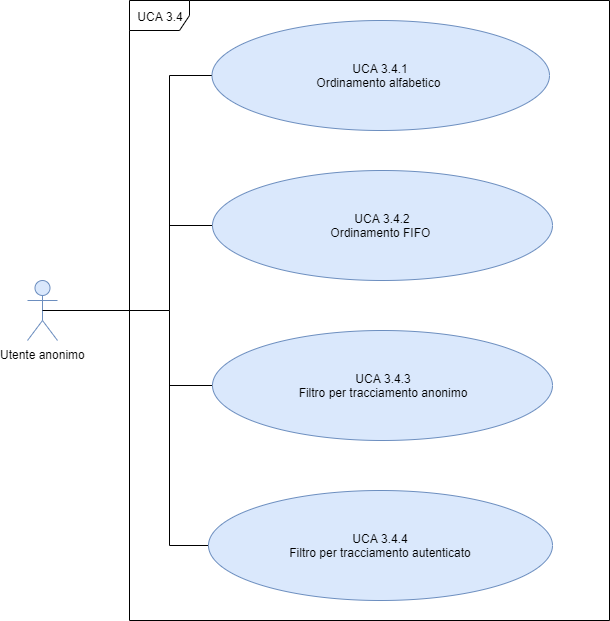 UCA 3.4
UCA 3.4.1
Ordinamento alfabetico
UCA 3.4.2
Ordinamento FIFO
Utente anonimo
UCA 3.4.3
Filtro per tracciamento anonimo
UCA 3.4.4
Filtro per tracciamento autenticato